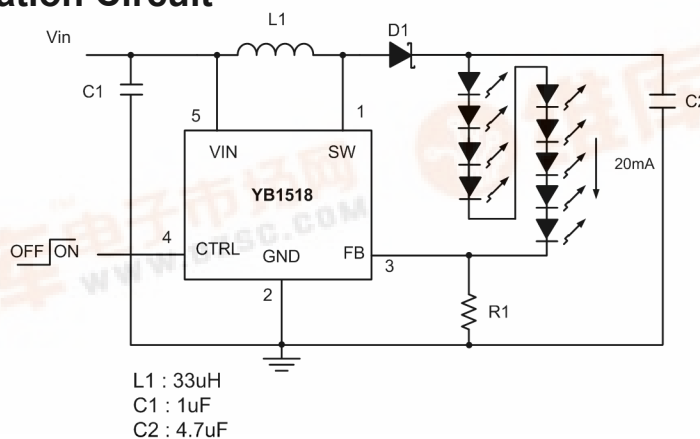 ation Circuit
L1
D1
Vin
C1
5
1
C2
VIN
SW
20mA
YB1518
OFF
ON
4
CTRL
GND
FB
3
2
R1
L1 : 33uH
C1 : 1uF
C2 : 4.7uF